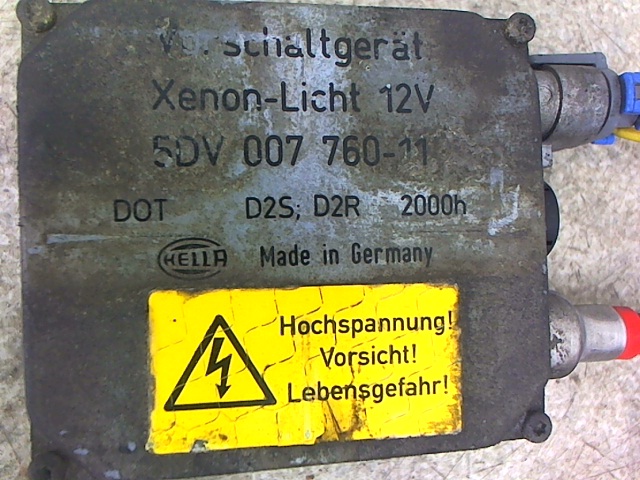 Vorschaltgerät
Xenon-Licht 12V
5DV 007 760-11
DOT D2S; D2R 2000h
HELLA Made in Germany
Hochspannung!
Vorsicht!
Lebensgefahr!